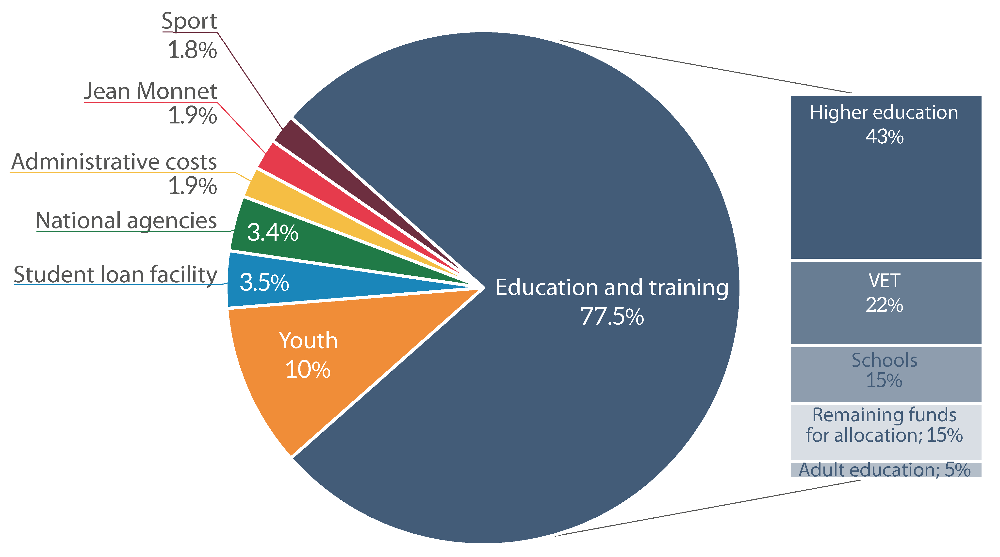 Sport
1.8%
Jean Monnet
1.9%
Administrative costs
1.9%
National agencies
3.4%
Student loan facility
3.5%
Youth
10%
Education and training
77.5%
Higher education
43%
VET
22%
Schools
15%
Remaining funds
for allocation; 15%
Adult education; 5%